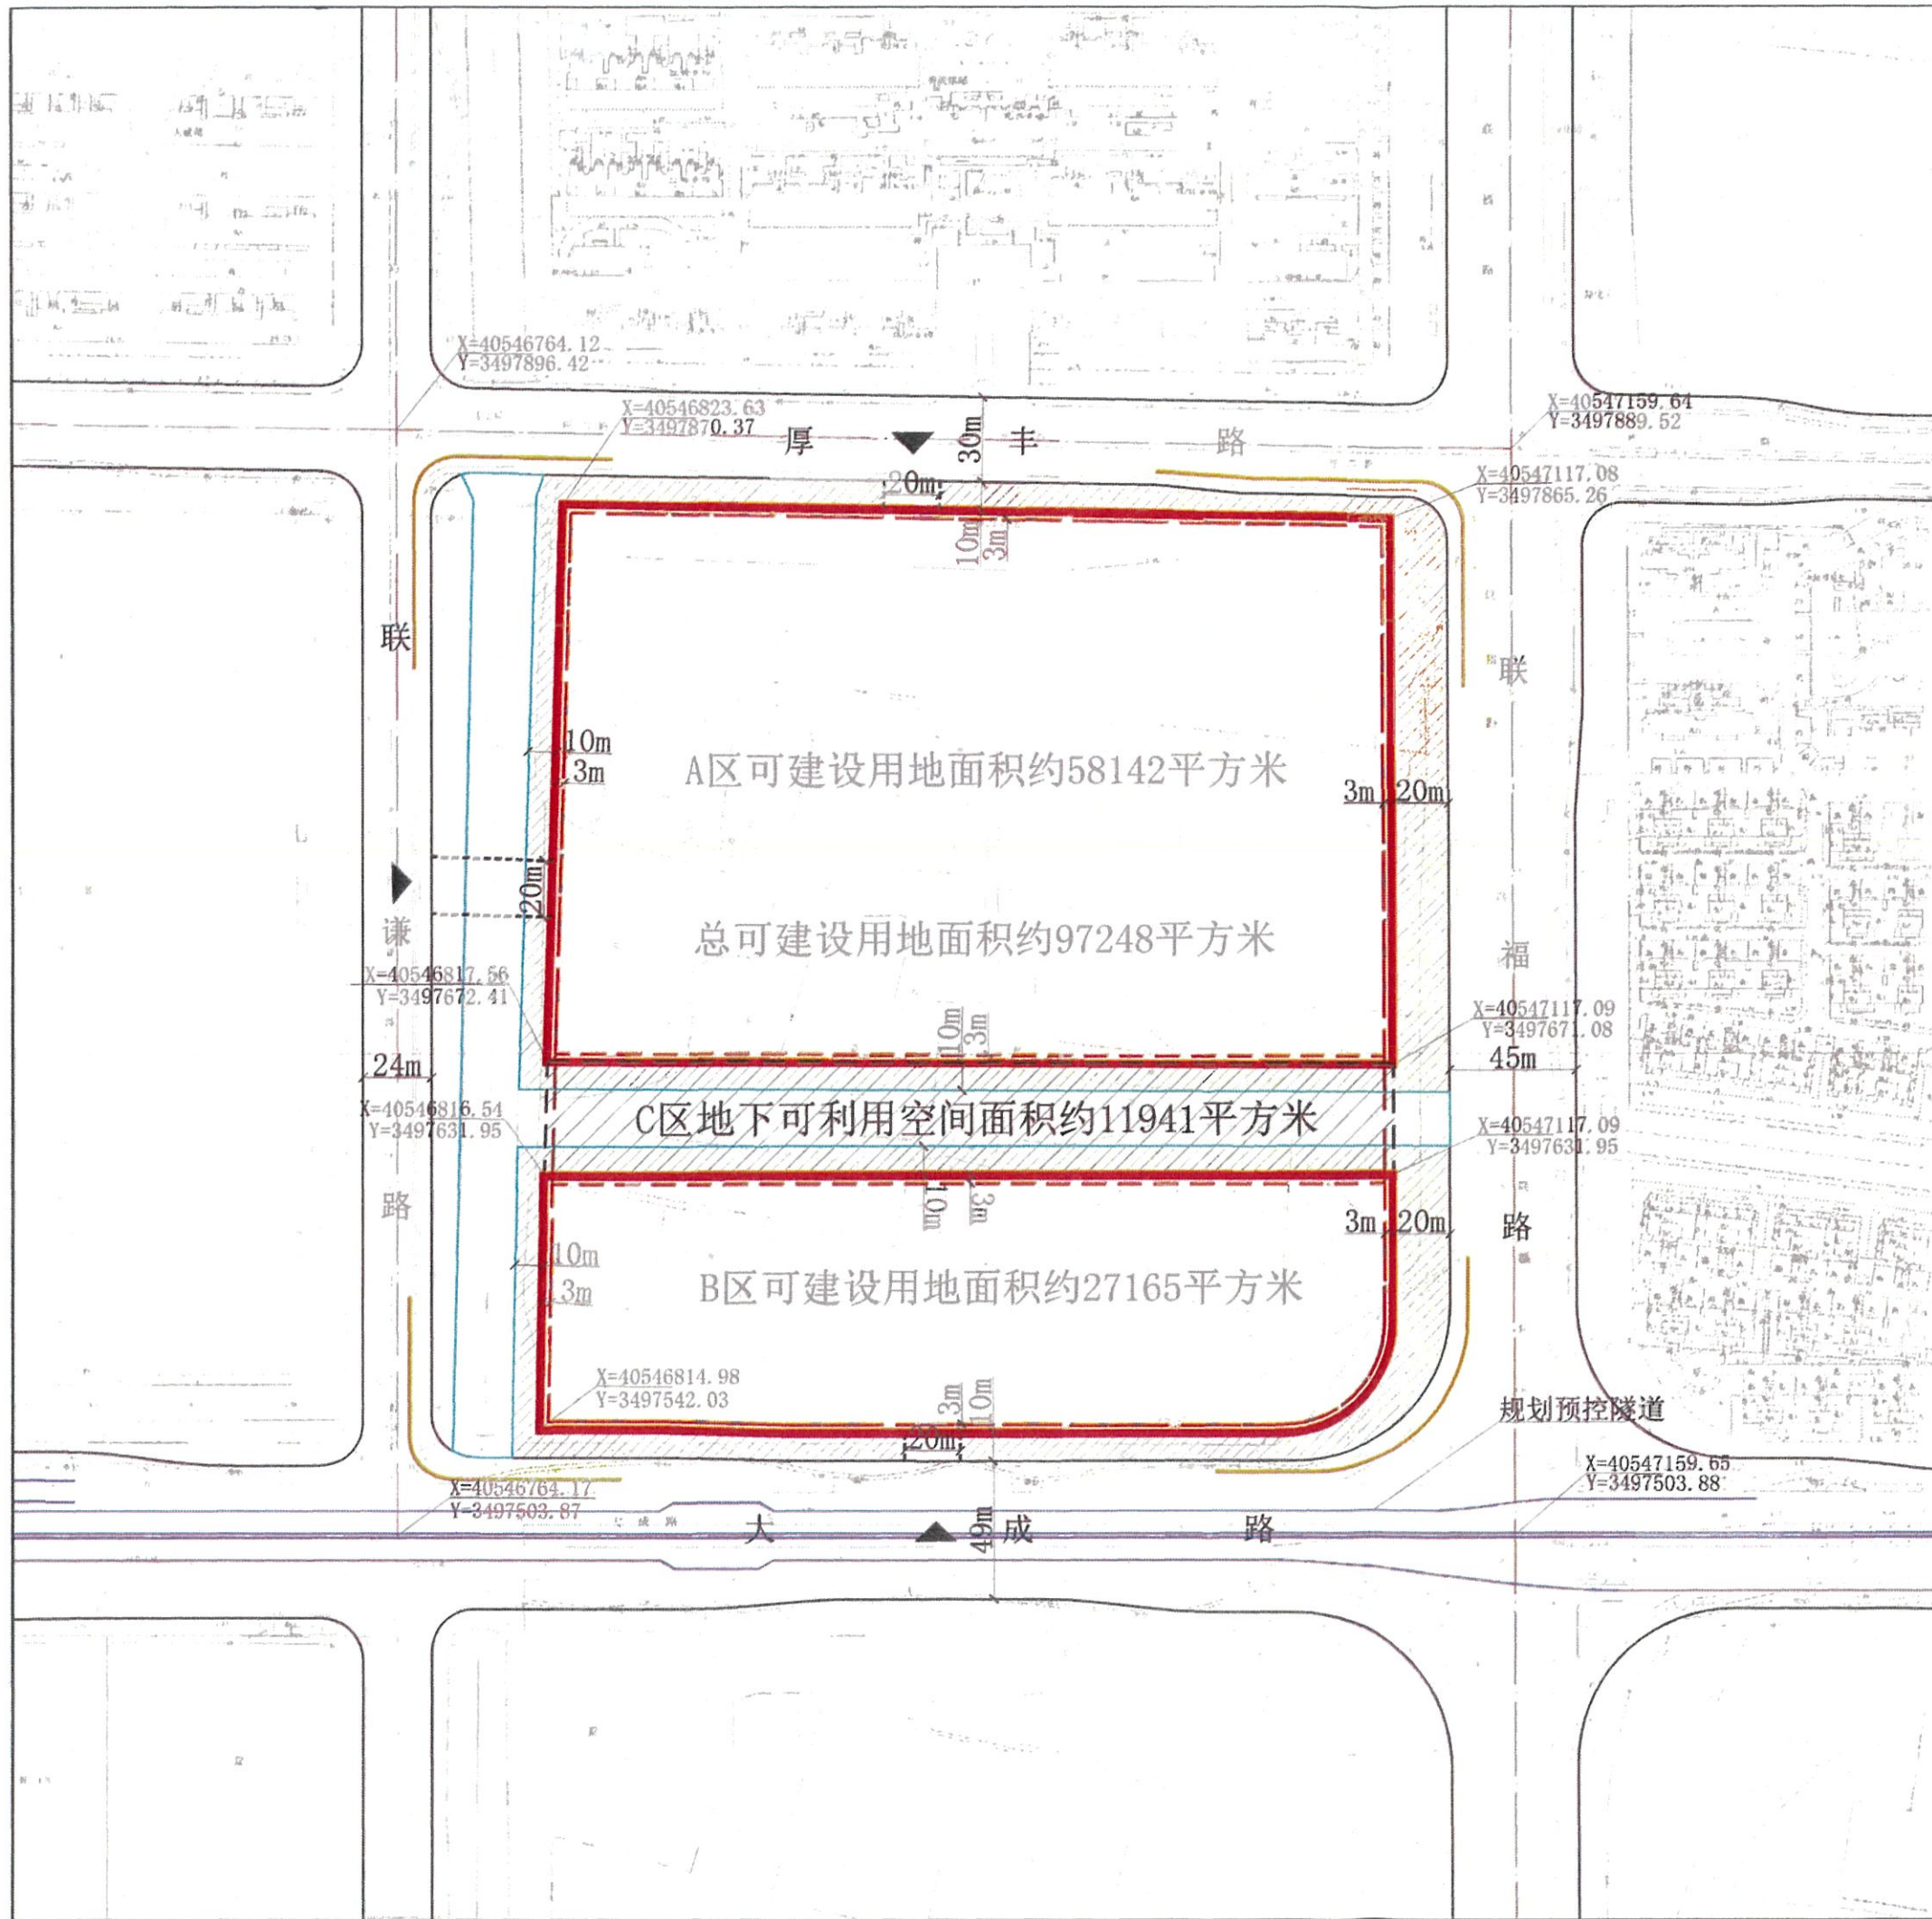 X=40546764.12
Y=3497896.42
X=40546823.63
Y=3497870.37
X=40547159.64
Y=3497889.52
厚 丰 路
30m
20m
X=40547117.08
Y=3497865.26
10m
3m
联
联
10m
3m
A区可建设用地面积约58142平方米
3m 20m
20m
谦
总可建设用地面积约97248平方米
福
X=40546817.56
Y=3497672.41
10m
3m
X=40547117.09
Y=3497671.08
24m
45m
X=40546816.54
Y=3497631.95
C区地下可利用空间面积约11941平方米
X=40547117.09
Y=3497631.95
路
10m
3m
3m 20m
路
10m
3m
B区可建设用地面积约27165平方米
X=40546814.98
Y=3497542.03
3m
10m
20m
规划预控隧道
X=40546764.17
Y=3497503.87
X=40547159.65
Y=3497503.88
大 成 路
49m